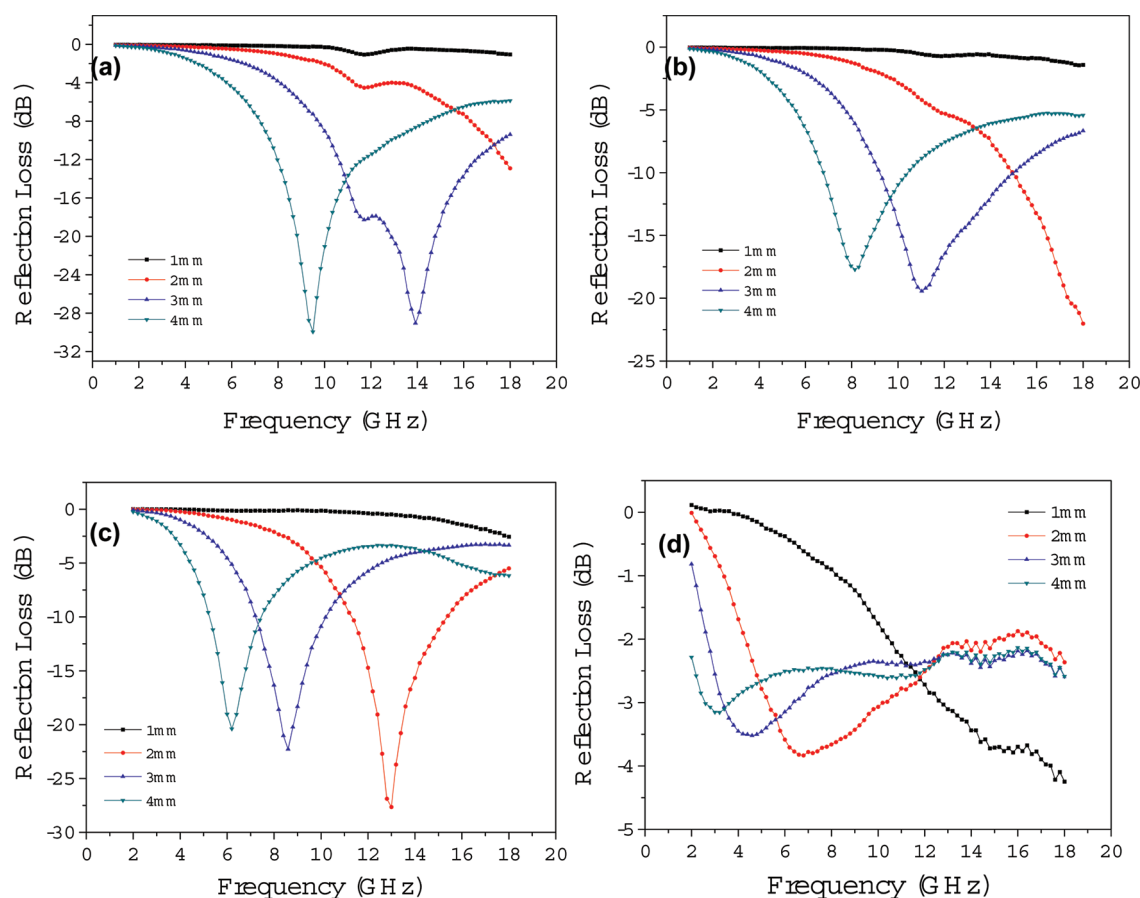 0
-4
-8
-12
-16
-20
-24
-28
-32
Reflection Loss (dB)
(a)
1mm
2mm
3mm
4mm
0 2 4 6 8 10 12 14 16 18 20
Frequency (GHz)
0
-5
-10
-15
-20
-25
Reflection Loss (dB)
(b)
1mm
2mm
3mm
4mm
0 2 4 6 8 10 12 14 16 18 20
Frequency (GHz)
0
-5
-10
-15
-20
-25
-30
Reflection Loss (dB)
(c)
1mm
2mm
3mm
4mm
0 2 4 6 8 10 12 14 16 18 20
Frequency (GHz)
0
-1
-2
-3
-4
-5
Reflection Loss (dB)
(d)
1mm
2mm
3mm
4mm
0 2 4 6 8 10 12 14 16 18 20
Frequency (GHz)